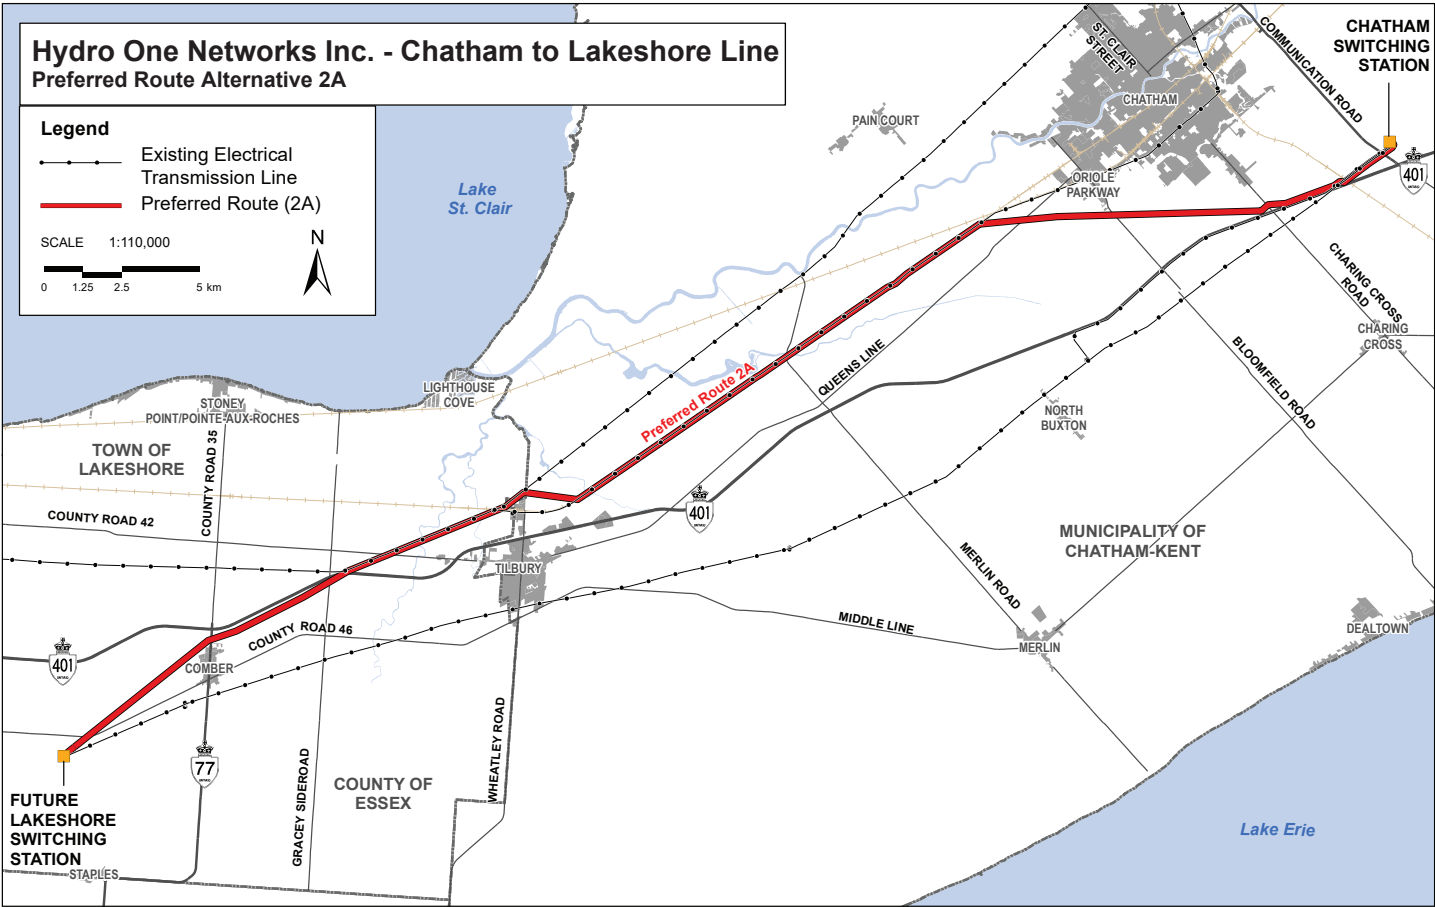 Hydro One Networks Inc. - Chatham to Lakeshore Line
Preferred Route Alternative 2A
Legend
Existing Electrical
Transmission Line
Preferred Route (2A)
SCALE 1:110,000
N
0 1.25 2.5 5 km
CHATHAM
SWITCHING
STATION
COMMUNICATION ROAD
ST. CLAIR
STREET
CHATHAM
PAIN COURT
401
ORIOLE
PARKWAY
Lake
St. Clair
CHARING CROSS
ROAD
CHARING
CROSS
BLOOMFIELD ROAD
QUEENS LINE
Preferred Route 2A
LIGHTHOUSE
COVE
STONEY
POINT/POINTE-AUX-ROCHES
NORTH
BUXTON
TOWN OF
LAKESHORE
COUNTY ROAD 35
COUNTY ROAD 42
401
MUNICIPALITY OF
CHATHAM-KENT
TILBURY
MERLIN ROAD
MIDDLE LINE
MERLIN
DEALTOWN
COUNTY ROAD 46
401
COMBER
77
WHEATLEY ROAD
GRACEY SIDEROAD
COUNTY OF
ESSEX
FUTURE
LAKESHORE
SWITCHING
STATION
STAPLES
Lake Erie